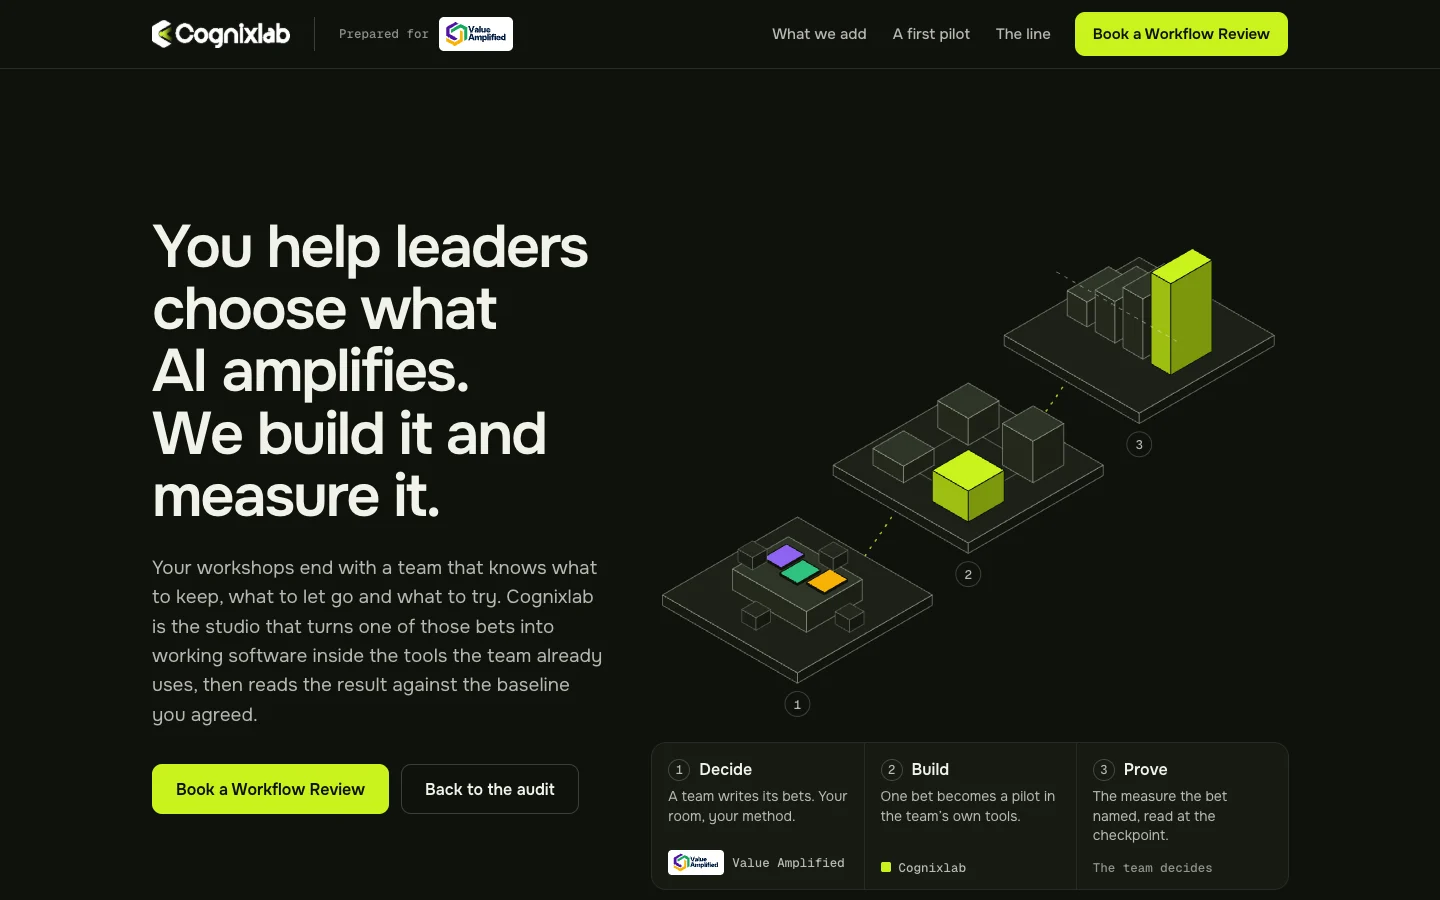 Cognixlab
Prepared for
Value
Amplified
What we add
A first pilot
The line
Book a Workflow Review
You help leaders
choose what
AI amplifies.
We build it and
measure it.
Your workshops end with a team that knows what
to keep, what to let go and what to try. Cognixlab
is the studio that turns one of those bets into
working software inside the tools the team already
uses, then reads the result against the baseline
you agreed.
Book a Workflow Review
Back to the audit
3
2
1
1 Decide
A team writes its bets. Your
room, your method.
Value
Amplified
Value Amplified
2 Build
One bet becomes a pilot in
the team's own tools.
Cognixlab
3 Prove
The measure the bet
named, read at the
checkpoint.
The team decides